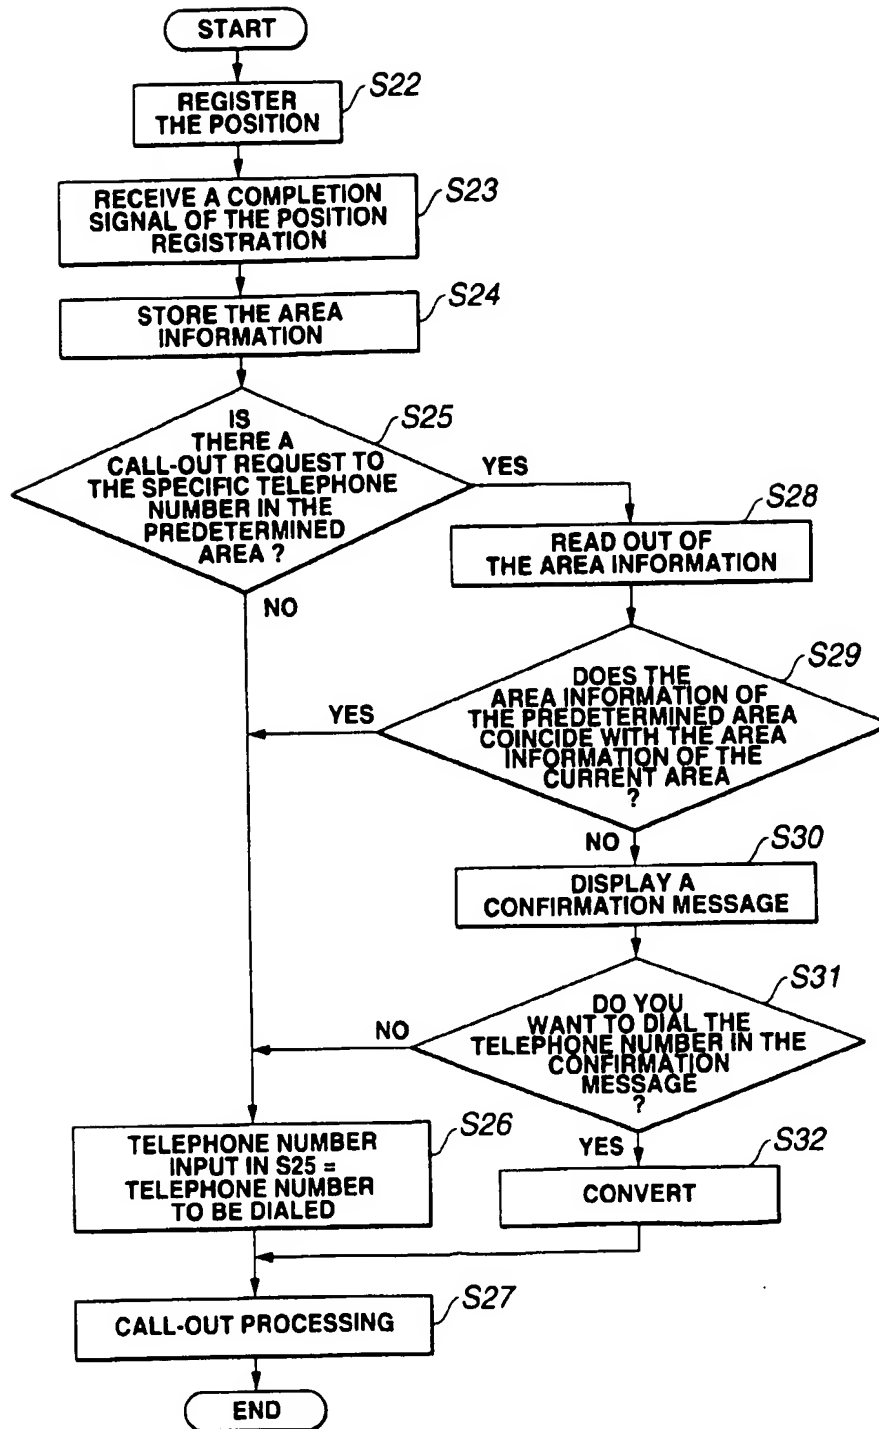 START
S22
REGISTER
THE POSITION
S23
RECEIVE A COMPLETION
SIGNAL OF THE POSITION
REGISTRATION
S24
STORE THE AREA
INFORMATION
S25
IS
THERE A
CALL-OUT REQUEST TO
THE SPECIFIC TELEPHONE
NUMBER IN THE
PREDETERMINED
AREA ?
YES
NO
S28
READ OUT OF
THE AREA INFORMATION
S29
DOES THE
AREA INFORMATION OF
THE PREDETERMINED AREA
COINCIDE WITH THE AREA
INFORMATION OF THE
CURRENT AREA
?
YES
NO
S30
DISPLAY A
CONFIRMATION MESSAGE
S31
DO YOU
WANT TO DIAL THE
TELEPHONE NUMBER IN THE
CONFIRMATION
MESSAGE
?
NO
YES
S26
TELEPHONE NUMBER
INPUT IN S25 =
TELEPHONE NUMBER
TO BE DIALED
S32
CONVERT
S27
CALL-OUT PROCESSING
END